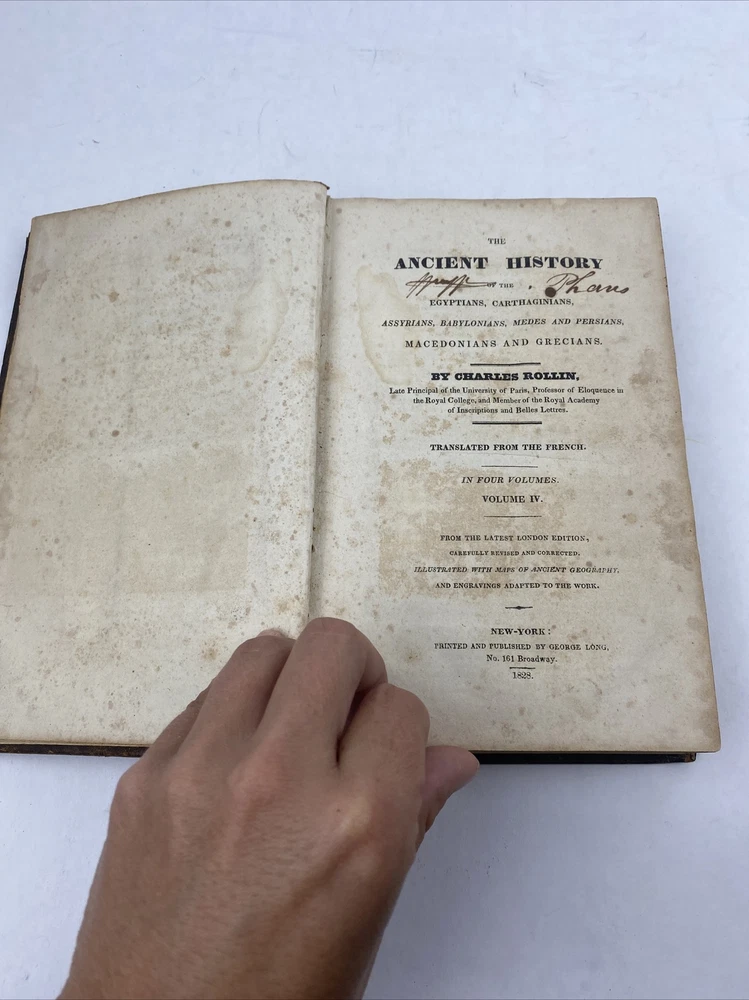 THE
ANCIENT HISTORY
OF THE
EGYPTIANS, CARTHAGINIANS,
ASSYRIANS, BABYLONIANS, MEDES AND PERSIANS,
MACEDONIANS AND GRECIANS.
BY CHARLES ROLLIN,
Late Principal of the University of Paris, Professor of Eloquence in
the Royal College, and Member of the Royal Academy
of Inscriptions and Belles Lettres.
TRANSLATED FROM THE FRENCH.
IN FOUR VOLUMES.
VOLUME IV.
FROM THE LATEST LONDON EDITION,
CAREFULLY REVISED AND CORRECTED.
ILLUSTRATED WITH MAPS OF ANCIENT GEOGRAPHY,
AND ENGRAVINGS ADAPTED TO THE WORK.
NEW-YORK:
PRINTED AND PUBLISHED BY GEORGE LONG,
No. 161 Broadway.
1828.